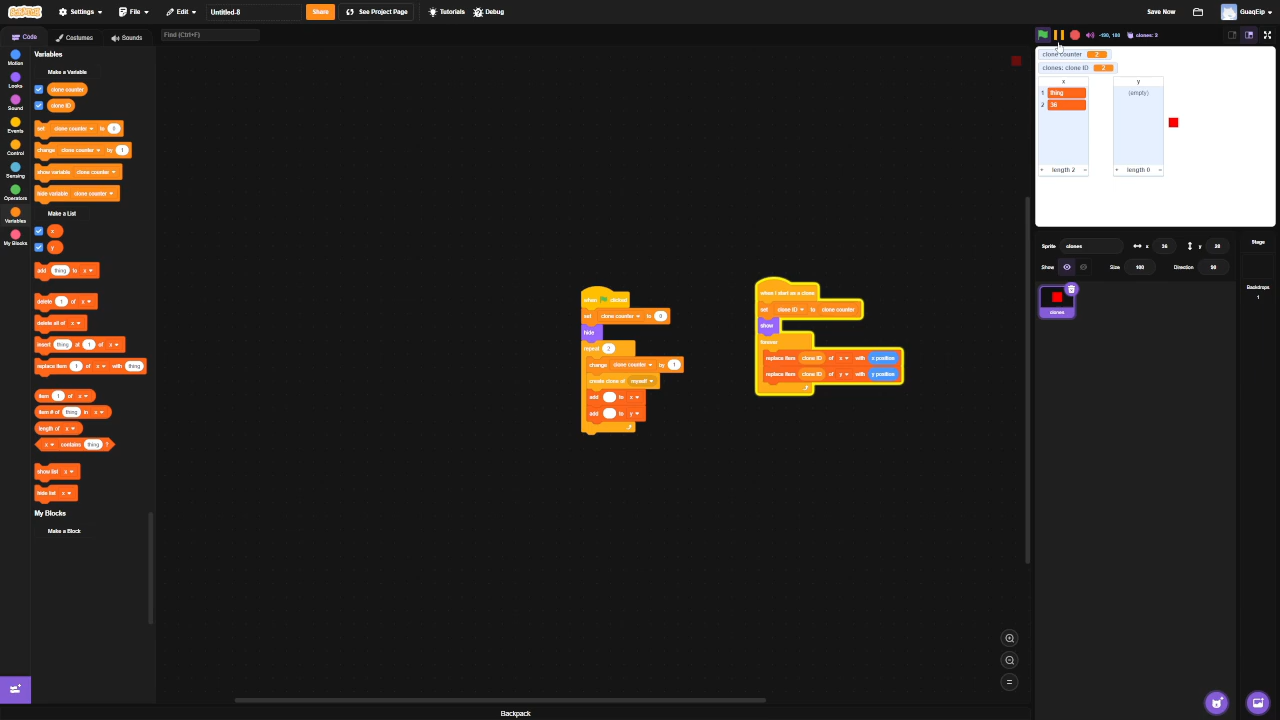 Settings File Edit Untitled-8 Share See Project Page Debug Save Now GuaqElp
Code Costumes Sounds Find (Ctrl+F) -190, 180 clones: 3
Motion
Looks
Sound
Events
Control
Sensing
Operators
Variables
My Blocks
Variables
Make a Variable
clone counter
clone ID
set clone counter to 0
change clone counter by 1
show variable clone counter
hide variable clone counter
Make a List
x
y
add thing to x
delete 1 of x
delete all of x
insert thing at 1 of x
replace item 1 of x with thing
item 1 of x
item # of thing in x
length of x
x contains thing ?
show list x
hide list x
My Blocks
Make a Block
when clicked
set clone counter to 0
hide
repeat
change clone counter by 1
create clone of myself
add to x
add to y
when I start as a clone
set clone ID to clone counter
show
forever
replace item clone ID of x with x position
replace item clone ID of y with y position
clone counter 2
clones: clone ID 2
x
1 thing
2 36
+ length 2 =
y
(empty)
+ length 0 =
Sprite clones x 36 y 28
Show Size 100 Direction 90
clones
Stage
Backdrops
1
Backpack